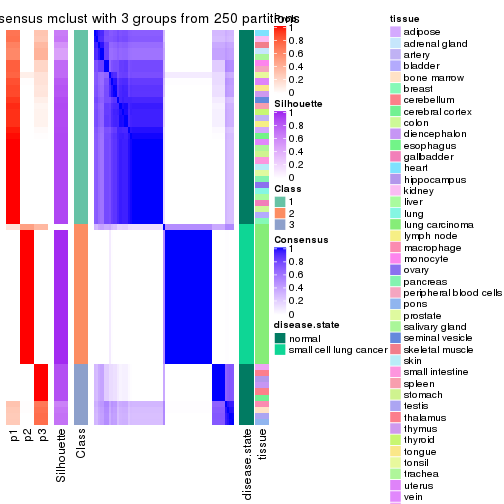 sensus mclust with 3 groups from 250 partitions
1
0.8
0.6
0.4
0.2
0
Silhouette
1
0.8
0.6
0.4
0.2
0
Class
1
2
3
Consensus
1
0.8
0.6
0.4
0.2
0
disease.state
normal
small cell lung cancer
tissue
adipose
adrenal gland
artery
bladder
bone marrow
breast
cerebellum
cerebral cortex
colon
diencephalon
esophagus
gallbadder
heart
hippocampus
kidney
liver
lung
lung carcinoma
lymph node
macrophage
monocyte
ovary
pancreas
peripheral blood cells
pons
prostate
salivary gland
seminal vesicle
skeletal muscle
skin
small intestine
spleen
stomach
testis
thalamus
thymus
thyroid
tongue
tonsil
trachea
uterus
vein
p1
p2
p3
Silhouette
Class
disease.state
tissue